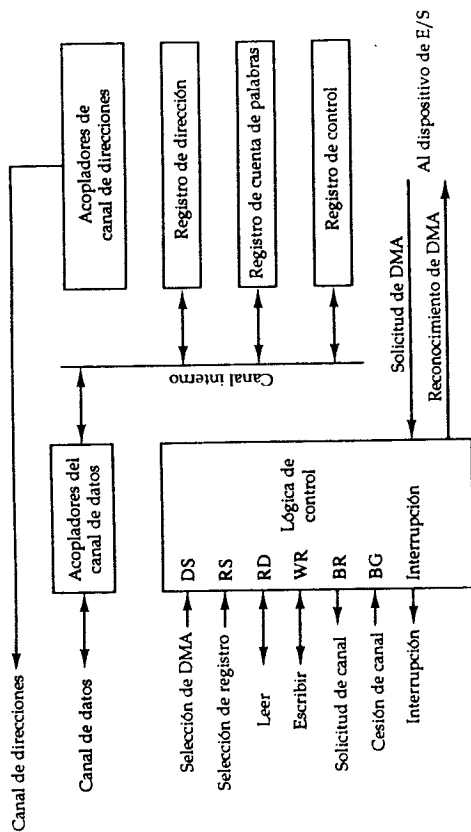 Canal de direcciones
Acopladores de
canal de direcciones
Canal de datos
Acopladores del
canal de datos
Canal interno
Registro de dirección
Registro de cuenta de palabras
Registro de control
Selección de DMA
DS
Selección de registro
RS
Leer
RD
Escribir
WR
Solicitud de canal
BR
Cesión de canal
BG
Interrupción
Interrupción
Lógica de
control
Solicitud de DMA
Reconocimiento de DMA
Al dispositivo de E/S